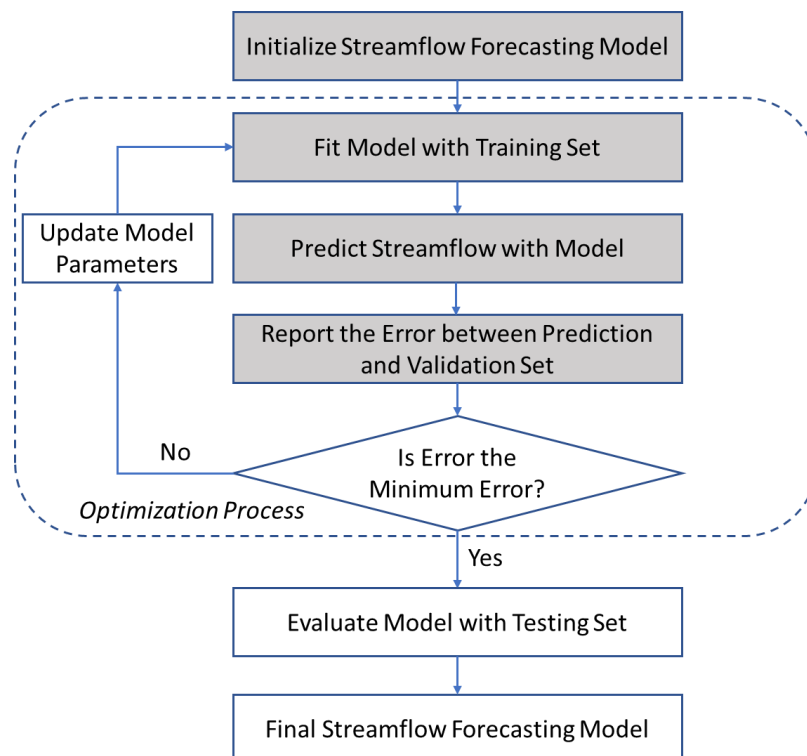 Initialize Streamflow Forecasting Model
Fit Model with Training Set
Update Model
Parameters
Predict Streamflow with Model
Report the Error between Prediction
and Validation Set
No
Is Error the
Minimum Error?
Optimization Process
Yes
Evaluate Model with Testing Set
Final Streamflow Forecasting Model